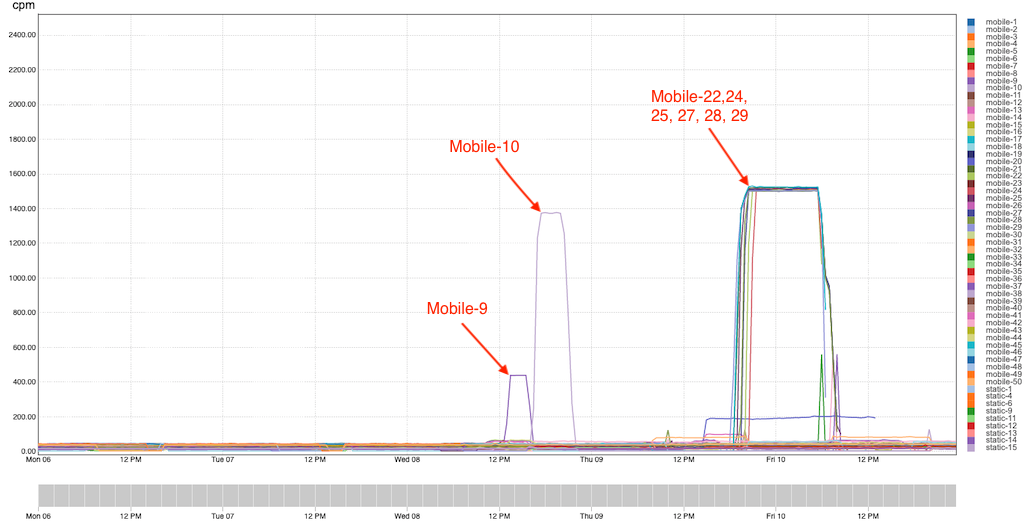 cpm
2400.00
2200.00
2000.00
1800.00
1600.00
1400.00
1200.00
1000.00
800.00
600.00
400.00
200.00
0.00
Mobile-22,24,
25, 27, 28, 29
Mobile-10
Mobile-9
Mon 06 12 PM Tue 07 12 PM Wed 08 12 PM Thu 09 12 PM Fri 10 12 PM
Mon 06 12 PM Tue 07 12 PM Wed 08 12 PM Thu 09 12 PM Fri 10 12 PM
mobile-1
mobile-2
mobile-3
mobile-4
mobile-5
mobile-6
mobile-7
mobile-8
mobile-9
mobile-10
mobile-11
mobile-12
mobile-13
mobile-14
mobile-15
mobile-16
mobile-17
mobile-18
mobile-19
mobile-20
mobile-21
mobile-22
mobile-23
mobile-24
mobile-25
mobile-26
mobile-27
mobile-28
mobile-29
mobile-30
mobile-31
mobile-32
mobile-33
mobile-34
mobile-35
mobile-36
mobile-37
mobile-38
mobile-39
mobile-40
mobile-41
mobile-42
mobile-43
mobile-44
mobile-45
mobile-46
mobile-47
mobile-48
mobile-49
mobile-50
static-1
static-4
static-6
static-9
static-11
static-12
static-13
static-14
static-15